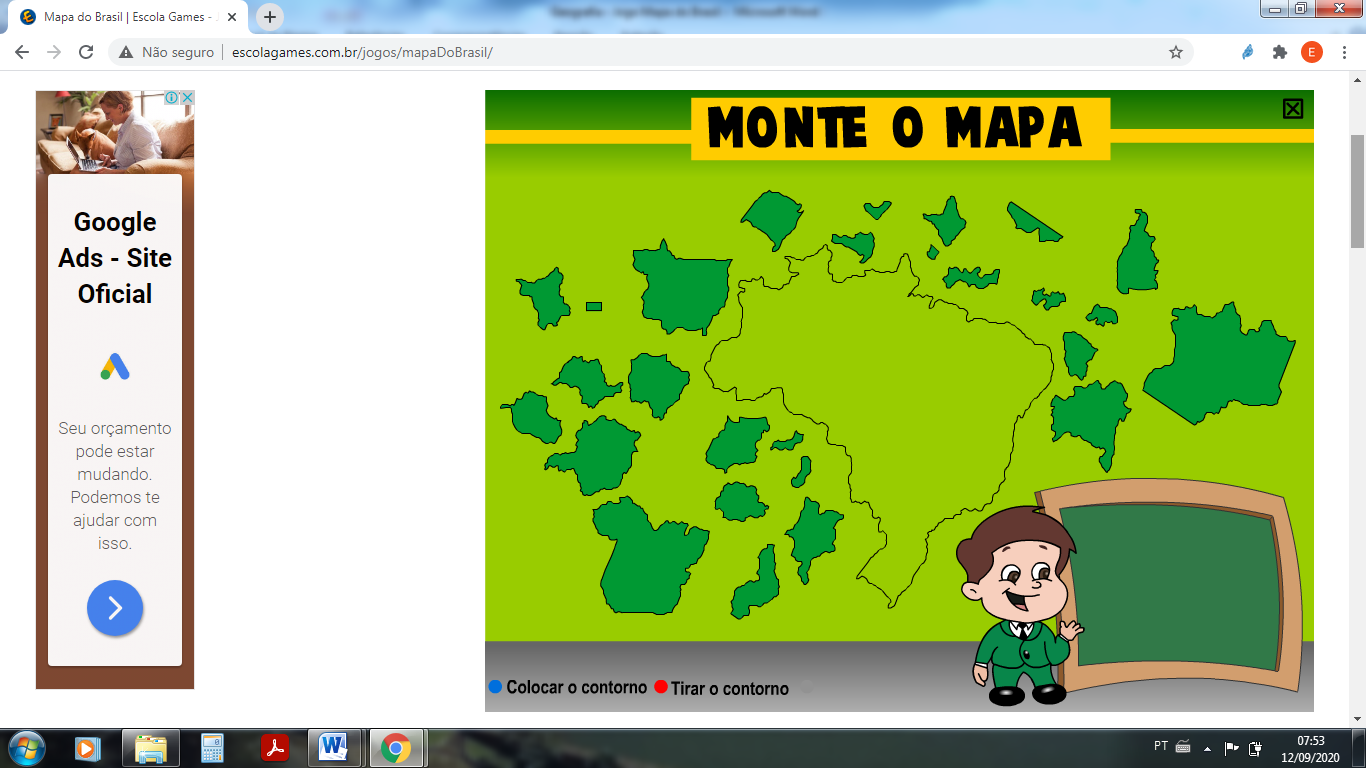 Mapa do Brasil | Escola Games -
Não seguro
escolagames.com.br/jogos/mapaDoBrasil/
E
Google
Ads - Site
Oficial
Seu orçamento
pode estar
mudando.
Podemos te
ajudar com
isso.
MONTE O MAPA
Colocar o contorno
Tirar o contorno
PT
07:53
12/09/2020